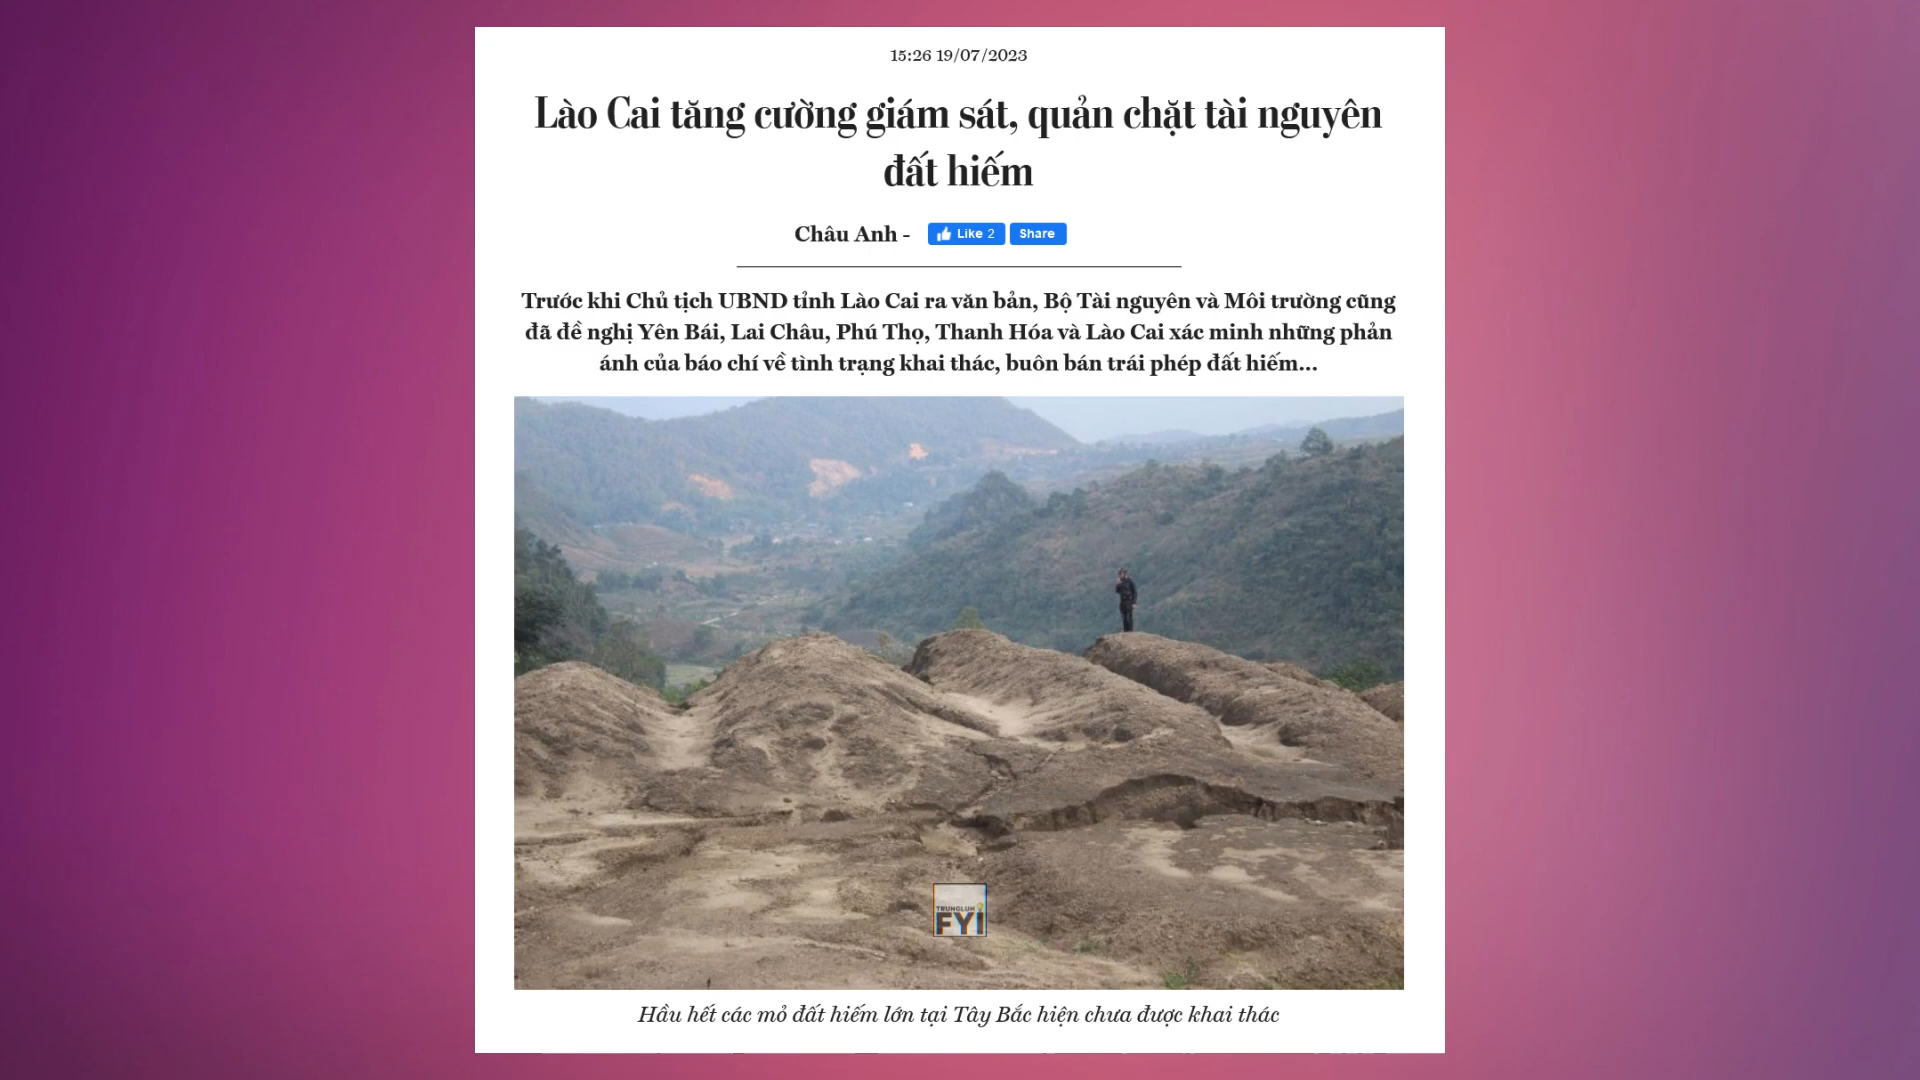 15:26 19/07/2023
Lào Cai tăng cường giám sát, quản chặt tài nguyên
đất hiếm
Châu Anh - Like 2 Share
Trước khi Chủ tịch UBND tỉnh Lào Cai ra văn bản, Bộ Tài nguyên và Môi trường cũng
đã đề nghị Yên Bái, Lai Châu, Phú Thọ, Thanh Hóa và Lào Cai xác minh những phản
ánh của báo chí về tình trạng khai thác, buôn bán trái phép đất hiếm...
TRUNGLUH
FYI
Hầu hết các mỏ đất hiếm lớn tại Tây Bắc hiện chưa được khai thác